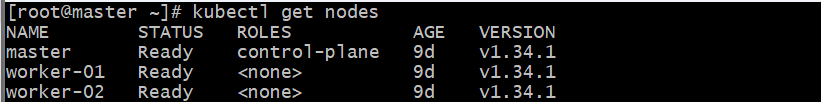 [root@master ~]# kubectl get nodes
NAME        STATUS   ROLES           AGE   VERSION
master      Ready    control-plane   9d    v1.34.1
worker-01   Ready    <none>          9d    v1.34.1
worker-02   Ready    <none>          9d    v1.34.1